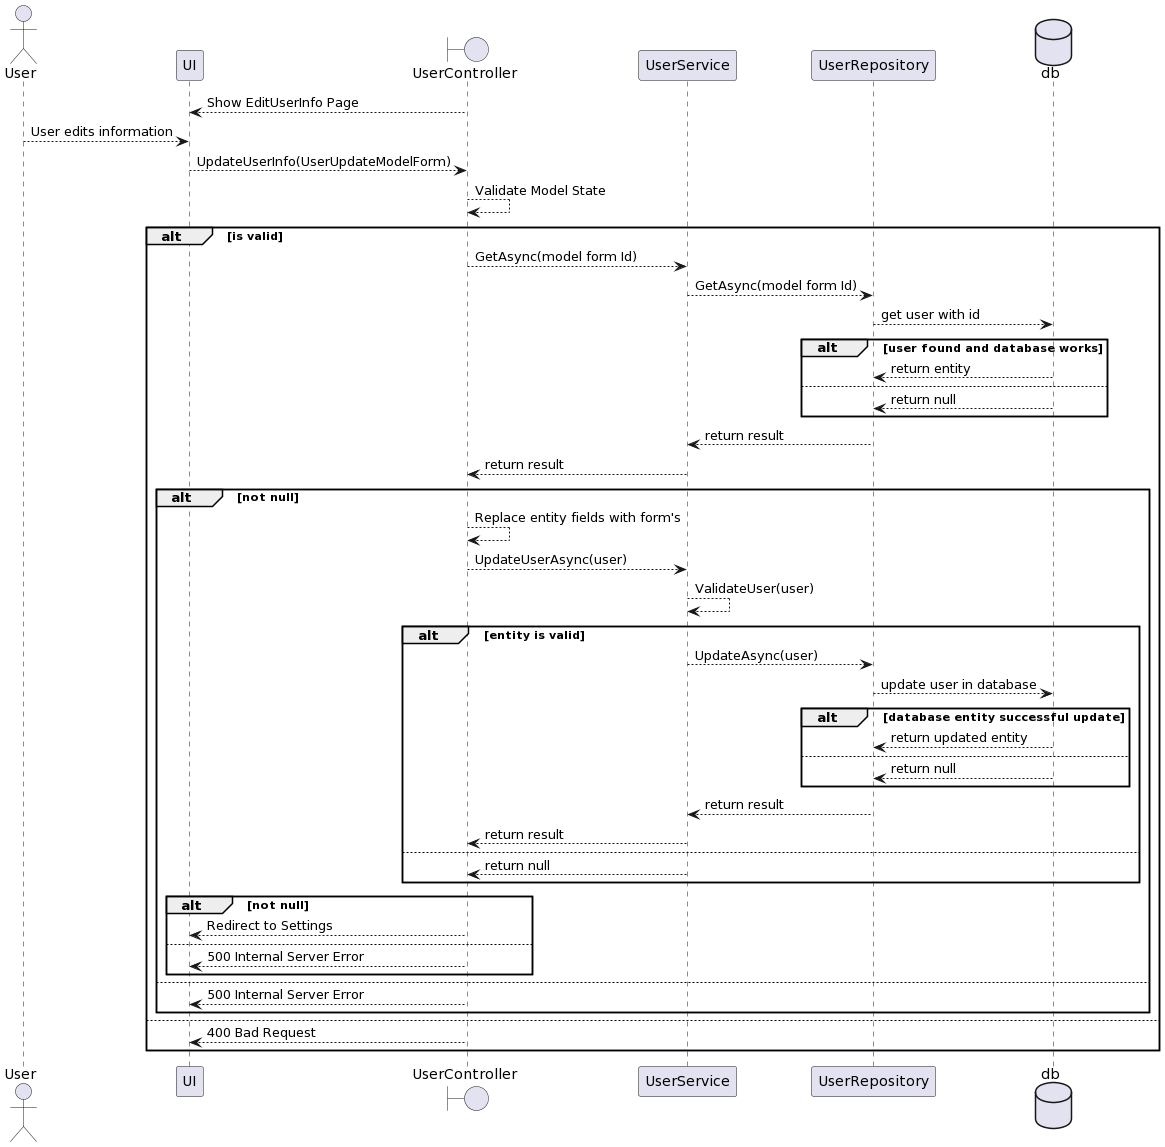 User
UI
UserController
UserService
UserRepository
db
Show EditUserInfo Page
User edits information
UpdateUserInfo(UserUpdateModelForm)
Validate Model State
alt [is valid]
GetAsync(model form Id)
GetAsync(model form Id)
get user with id
alt [user found and database works]
return entity
return null
return result
return result
alt [not null]
Replace entity fields with form's
UpdateUserAsync(user)
ValidateUser(user)
alt [entity is valid]
UpdateAsync(user)
update user in database
alt [database entity successful update]
return updated entity
return null
return result
return result
return null
alt [not null]
Redirect to Settings
500 Internal Server Error
500 Internal Server Error
400 Bad Request
User
UI
UserController
UserService
UserRepository
db